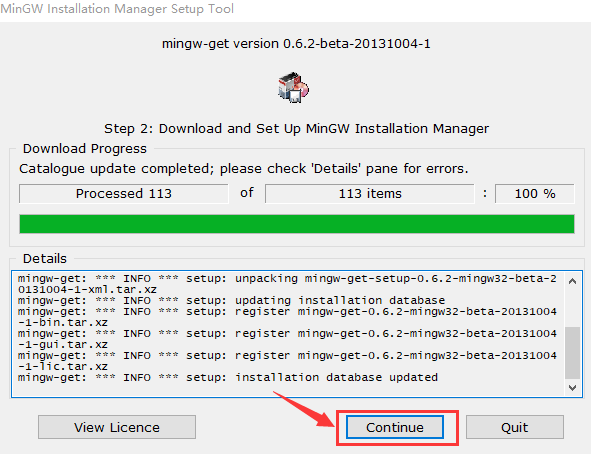 MinGW Installation Manager Setup Tool
mingw-get version 0.6.2-beta-20131004-1
Step 2: Download and Set Up MinGW Installation Manager
Download Progress
Catalogue update completed; please check 'Details' pane for errors.
Processed 113 of 113 items : 100 %
Details
mingw-get: *** INFO *** setup: unpacking mingw-get-setup-0.6.2-mingw32-beta-2
0131004-1-xml.tar.xz
mingw-get: *** INFO *** setup: updating installation database
mingw-get: *** INFO *** setup: register mingw-get-0.6.2-mingw32-beta-20131004
-1-bin.tar.xz
mingw-get: *** INFO *** setup: register mingw-get-0.6.2-mingw32-beta-20131004
-1-gui.tar.xz
mingw-get: *** INFO *** setup: register mingw-get-0.6.2-mingw32-beta-20131004
-1-lic.tar.xz
mingw-get: *** INFO *** setup: installation database updated
View Licence Continue Quit